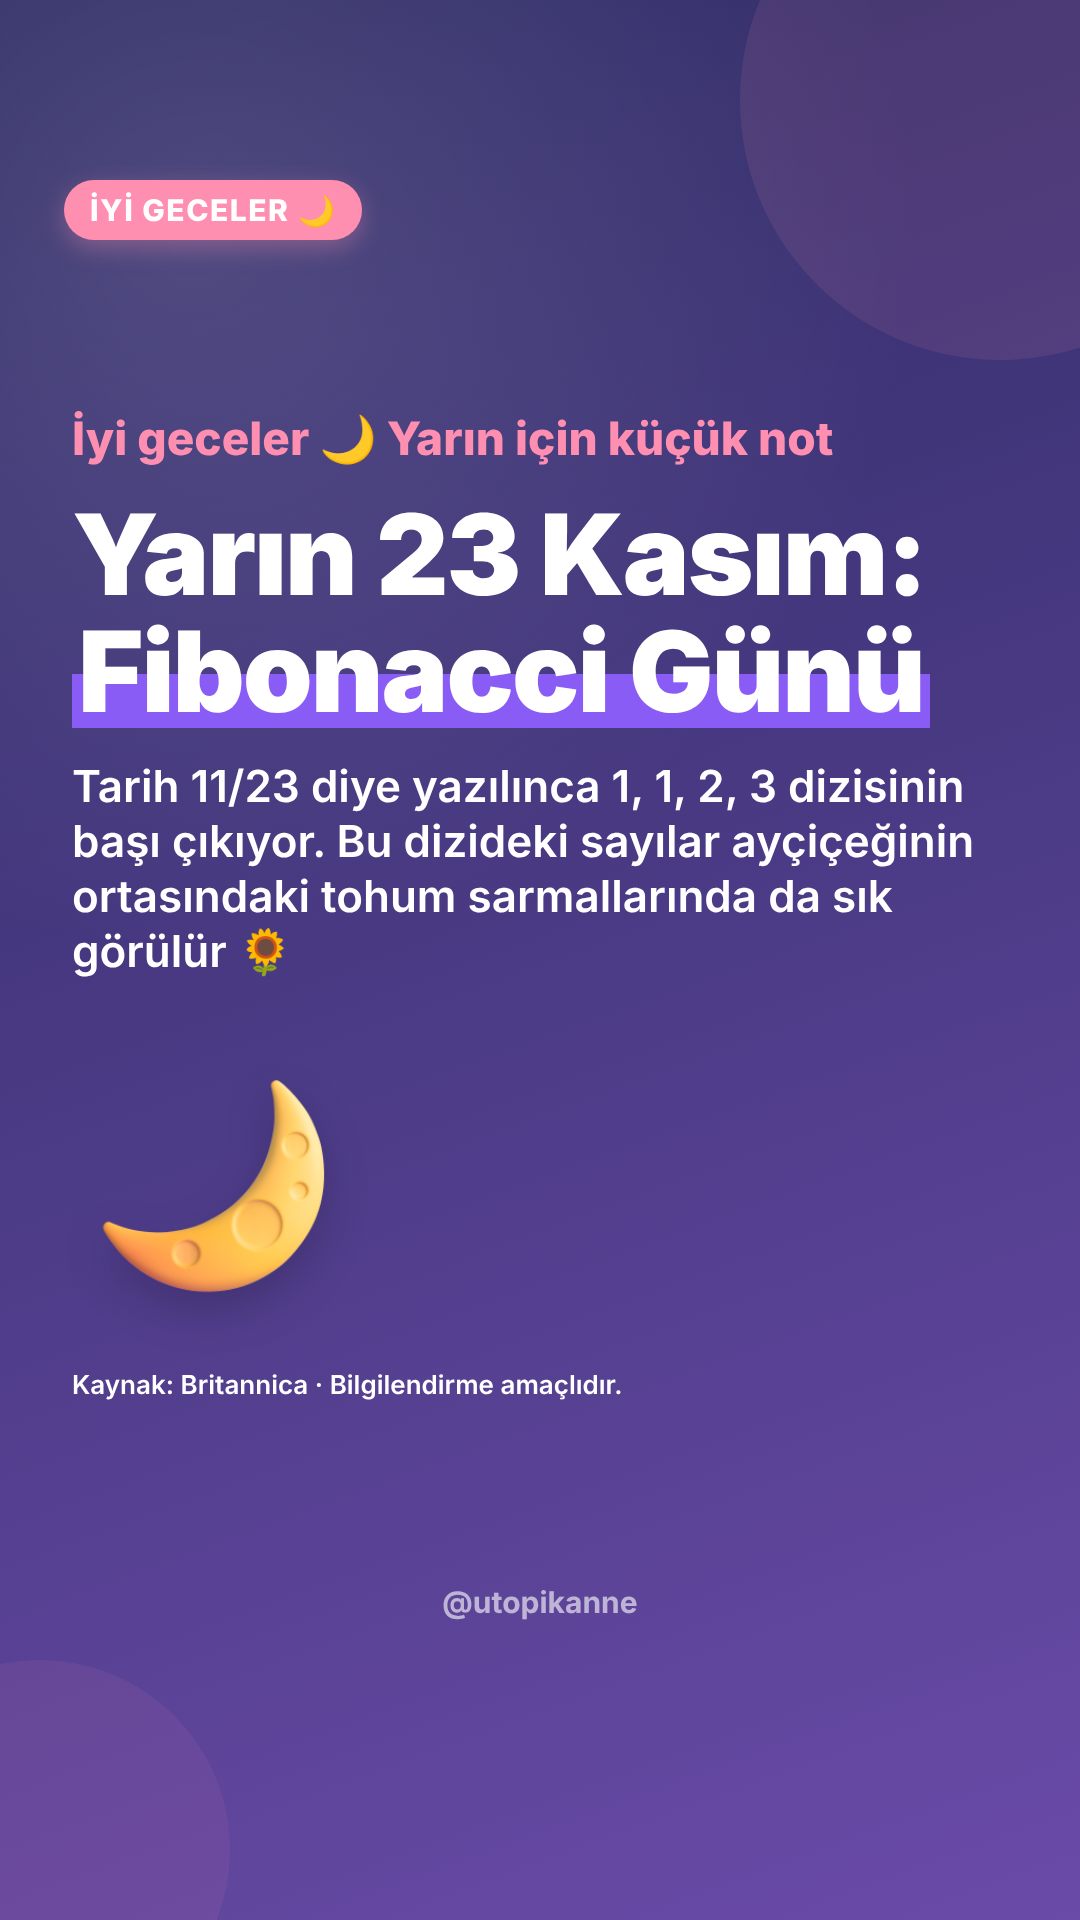 İYİ GECELER 🌙
İyi geceler 🌙 Yarın için küçük not
Yarın 23 Kasım:
Fibonacci Günü
Tarih 11/23 diye yazılınca 1, 1, 2, 3 dizisinin
başı çıkıyor. Bu dizideki sayılar ayçiçeğinin
ortasındaki tohum sarmallarında da sık
görülür 🌻
Kaynak: Britannica · Bilgilendirme amaçlıdır.
@utopikanne